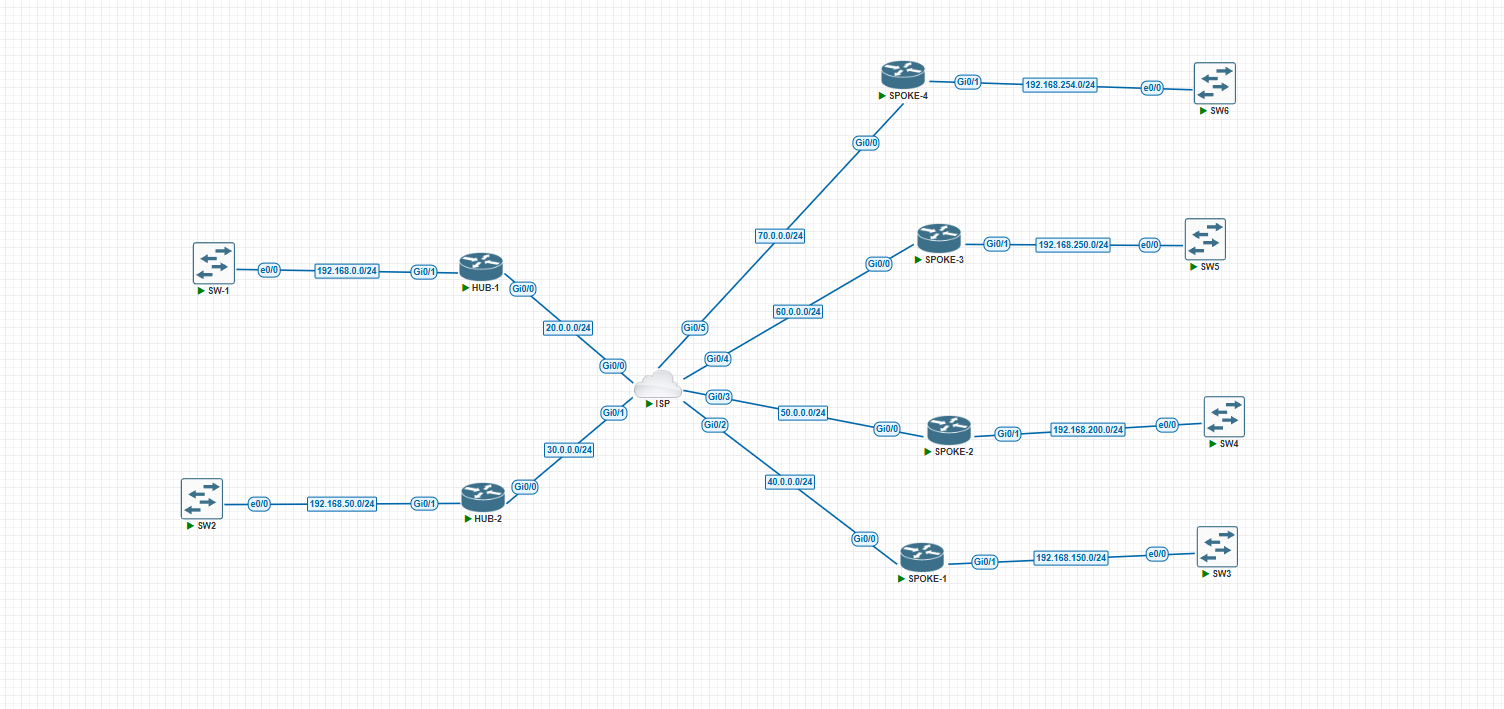 Gi0/1
192.168.254.0/24
e0/0
SPOKE-4
SW6
Gi0/0
70.0.0.0/24
Gi0/1
192.168.250.0/24
e0/0
SPOKE-3
SW5
Gi0/0
e0/0
192.168.0.0/24
Gi0/1
SW-1
HUB-1
Gi0/0
60.0.0.0/24
20.0.0.0/24
Gi0/5
Gi0/4
Gi0/0
Gi0/3
ISP
Gi0/1
50.0.0.0/24
Gi0/2
Gi0/0
Gi0/1
192.168.200.0/24
e0/0
SPOKE-2
SW4
30.0.0.0/24
40.0.0.0/24
Gi0/0
e0/0
192.168.50.0/24
Gi0/1
SW2
HUB-2
Gi0/0
Gi0/1
192.168.150.0/24
e0/0
SPOKE-1
SW3